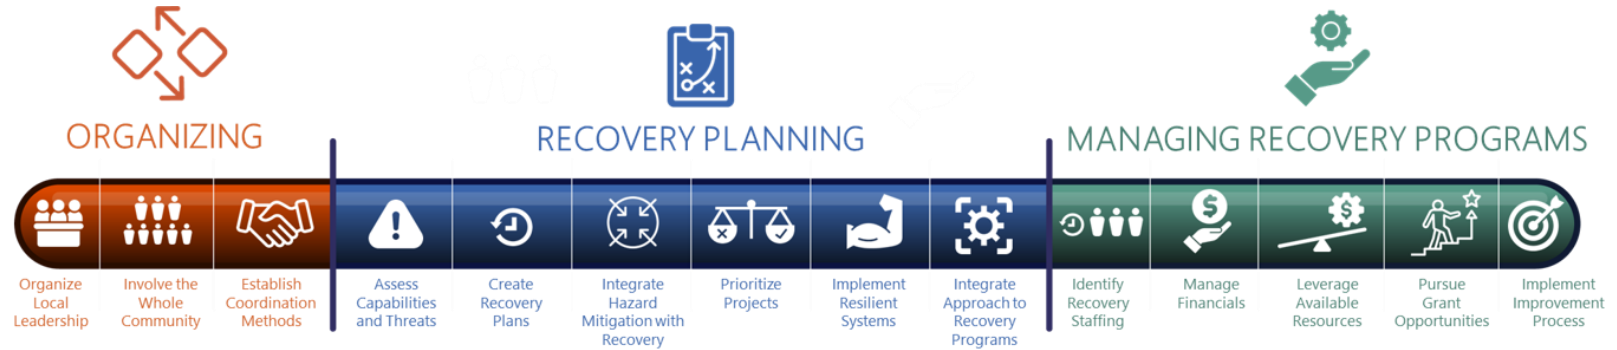 ORGANIZING
RECOVERY PLANNING
MANAGING RECOVERY PROGRAMS
Organize
Local
Leadership
Involve the
Whole
Community
Establish
Coordination
Methods
Assess
Capabilities
and Threats
Create
Recovery
Plans
Integrate
Hazard
Mitigation with
Recovery
Prioritize
Projects
Implement
Resilient
Systems
Integrate
Approach to
Recovery
Programs
Identify
Recovery
Staffing
Manage
Financials
Leverage
Available
Resources
Pursue
Grant
Opportunities
Implement
Improvement
Process